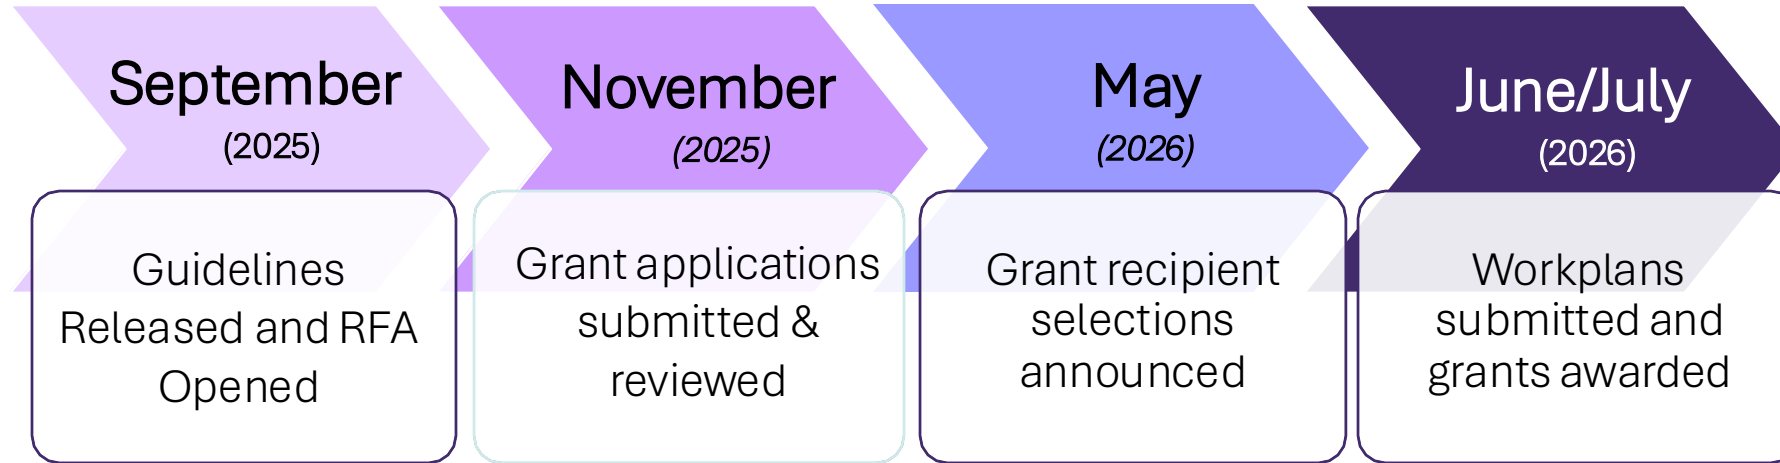 September
(2025)
Guidelines
Released and RFA
Opened
November
(2025)
Grant applications
submitted &
reviewed
May
(2026)
Grant recipient
selections
announced
June/July
(2026)
Workplans
submitted and
grants awarded